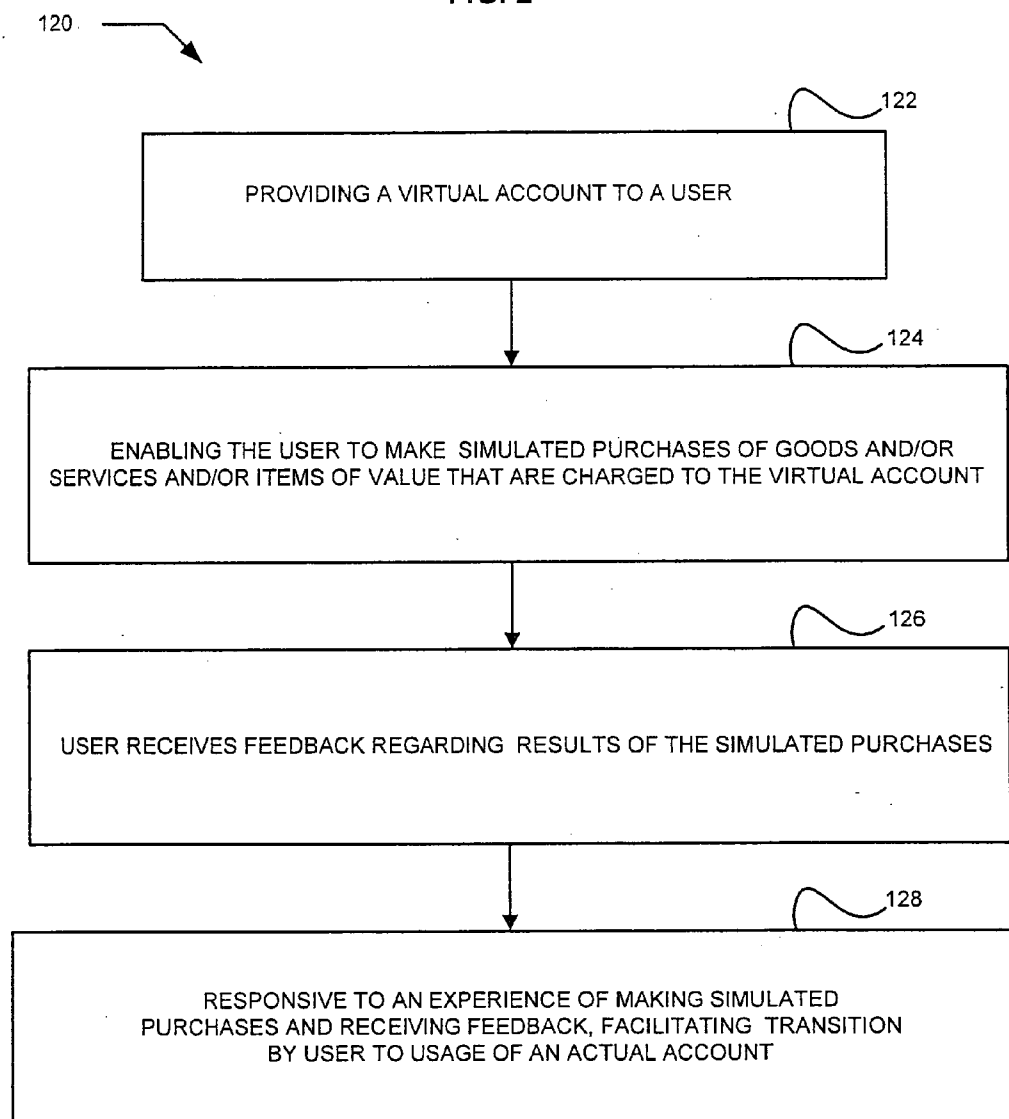 120
122
PROVIDING A VIRTUAL ACCOUNT TO A USER
124
ENABLING THE USER TO MAKE SIMULATED PURCHASES OF GOODS AND/OR
SERVICES AND/OR ITEMS OF VALUE THAT ARE CHARGED TO THE VIRTUAL ACCOUNT
126
USER RECEIVES FEEDBACK REGARDING RESULTS OF THE SIMULATED PURCHASES
128
RESPONSIVE TO AN EXPERIENCE OF MAKING SIMULATED
PURCHASES AND RECEIVING FEEDBACK, FACILITATING TRANSITION
BY USER TO USAGE OF AN ACTUAL ACCOUNT